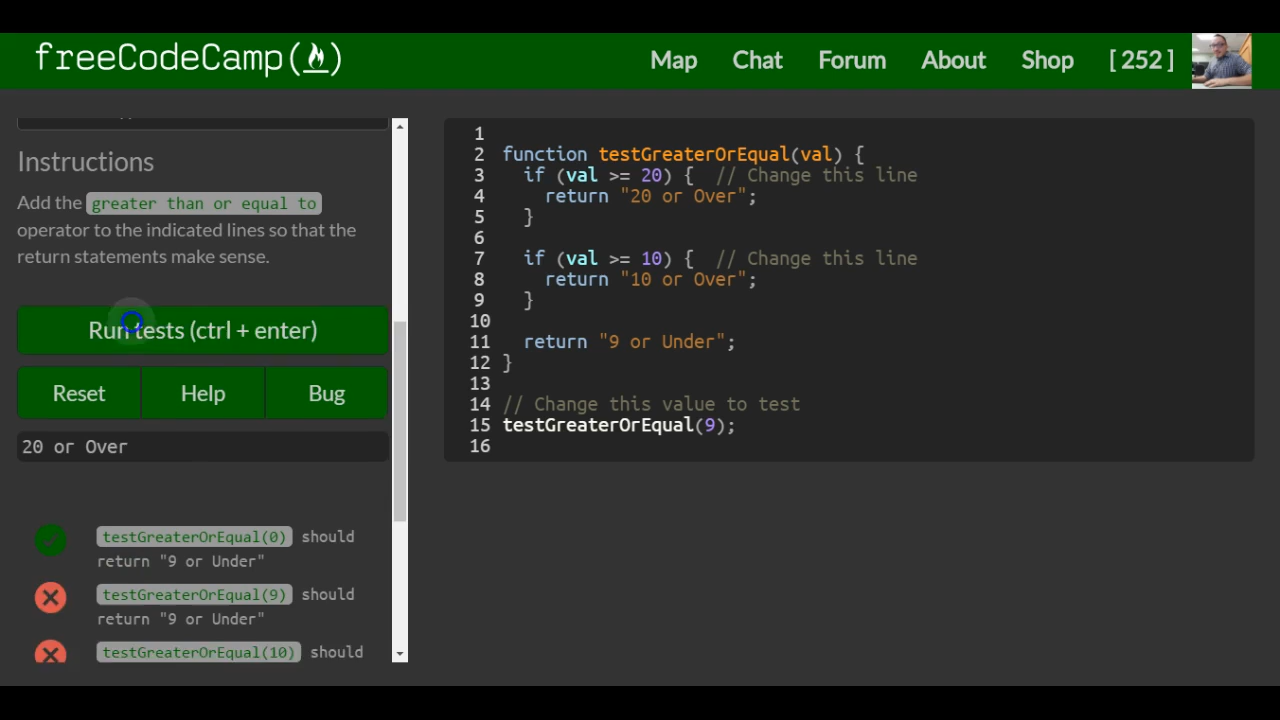 freeCodeCamp(🔥)
Map Chat Forum About Shop [ 252 ]
Instructions
Add the greater than or equal to
operator to the indicated lines so that the
return statements make sense.
Run tests (ctrl + enter)
Reset Help Bug
20 or Over
testGreaterOrEqual(0) should
return "9 or Under"
testGreaterOrEqual(9) should
return "9 or Under"
testGreaterOrEqual(10) should
1
2 function testGreaterOrEqual(val) {
3 if (val >= 20) { // Change this line
4 return "20 or Over";
5 }
6
7 if (val >= 10) { // Change this line
8 return "10 or Over";
9 }
10
11 return "9 or Under";
12 }
13
14 // Change this value to test
15 testGreaterOrEqual(9);
16